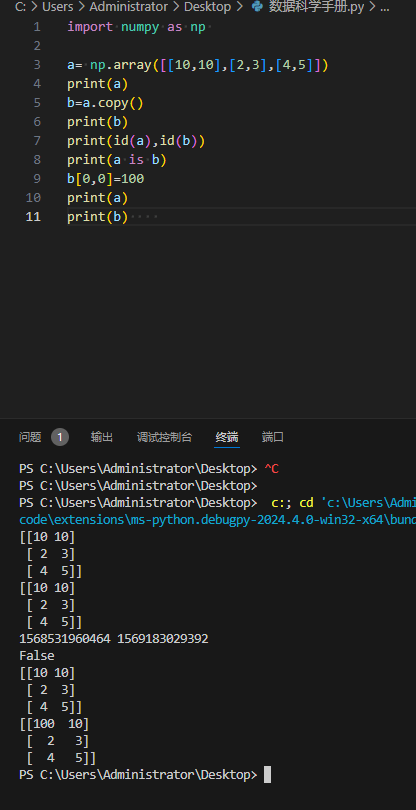 C: > Users > Administrator > Desktop > 数据科学手册.py > ...
1 import numpy as np
2
3 a= np.array([[10,10],[2,3],[4,5]])
4 print(a)
5 b=a.copy()
6 print(b)
7 print(id(a),id(b))
8 print(a is b)
9 b[0,0]=100
10 print(a)
11 print(b)
问题 1 输出 调试控制台 终端 端口
PS C:\Users\Administrator\Desktop> ^C
PS C:\Users\Administrator\Desktop>
PS C:\Users\Administrator\Desktop>  c:; cd 'c:\Users\Admi
code\extensions\ms-python.debugpy-2024.4.0-win32-x64\bund
[[10 10]
 [ 2  3]
 [ 4  5]]
[[10 10]
 [ 2  3]
 [ 4  5]]
1568531960464 1569183029392
False
[[10 10]
 [ 2  3]
 [ 4  5]]
[[100  10]
 [  2   3]
 [  4   5]]
PS C:\Users\Administrator\Desktop>